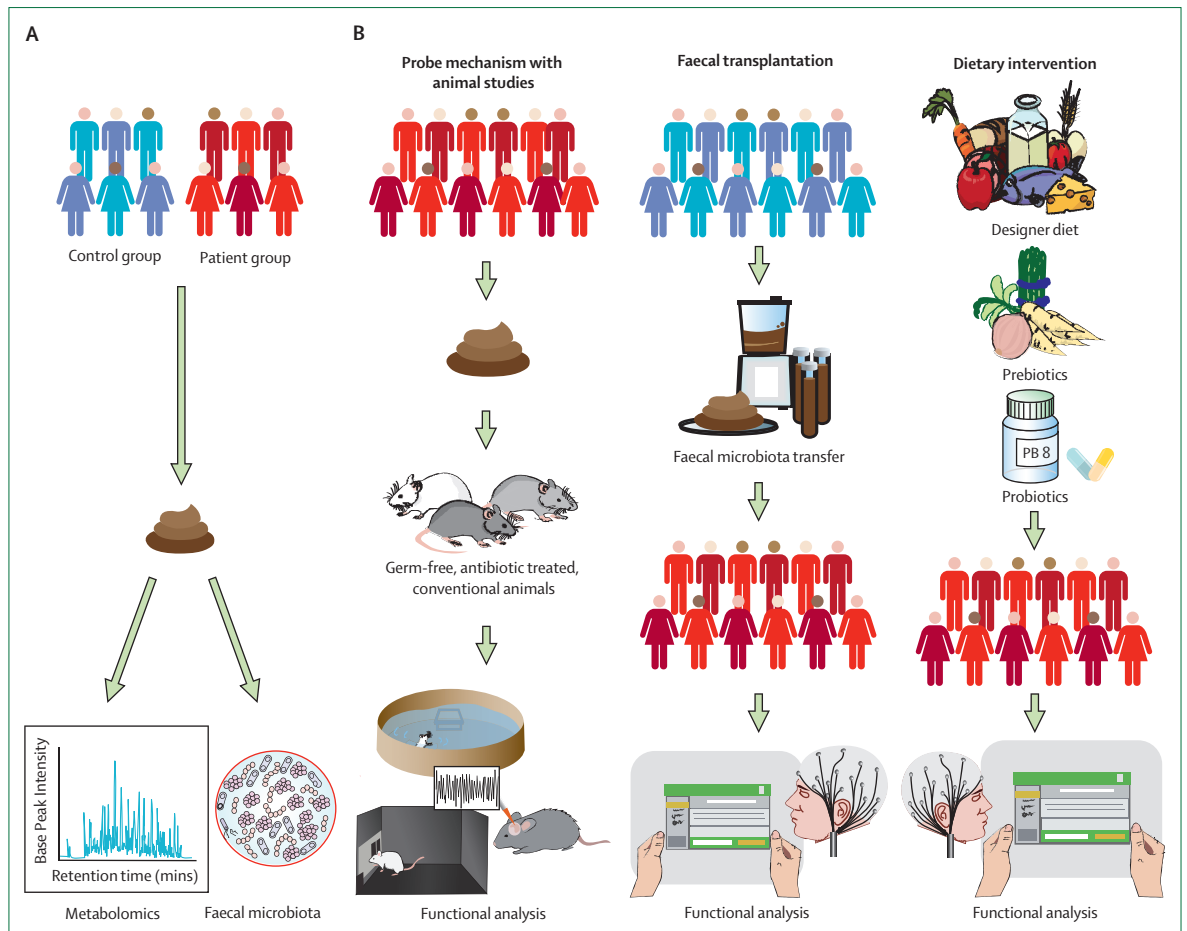 A
Control group
Patient group
Base Peak Intensity
Retention time (mins)
Metabolomics
Faecal microbiota
B
Probe mechanism with
animal studies
Germ-free, antibiotic treated,
conventional animals
Functional analysis
Faecal transplantation
Faecal microbiota transfer
Functional analysis
Dietary intervention
Designer diet
Prebiotics
PB 8
Probiotics
Functional analysis